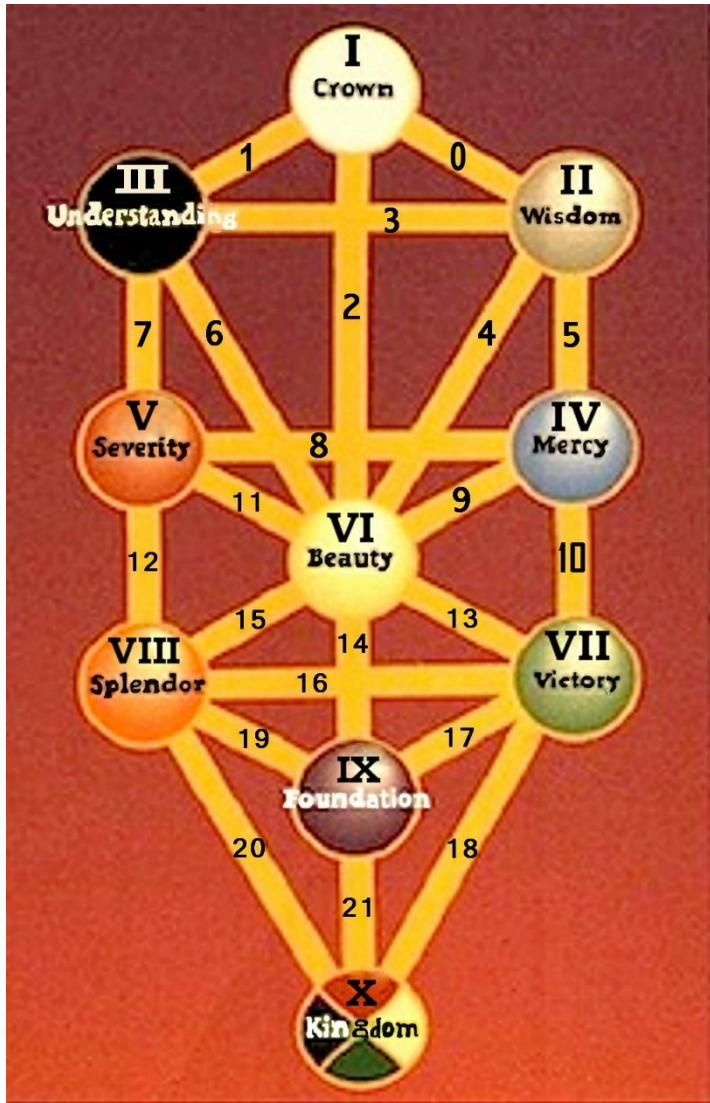 I
Crown
1
0
III
Understanding
II
Wisdom
3
2
7
6
4
5
V
Severity
IV
Mercy
8
11
9
VI
Beauty
12
10
15
13
14
VIII
Splendor
VII
Victory
16
19
17
IX
Foundation
20
18
21
X
Kingdom